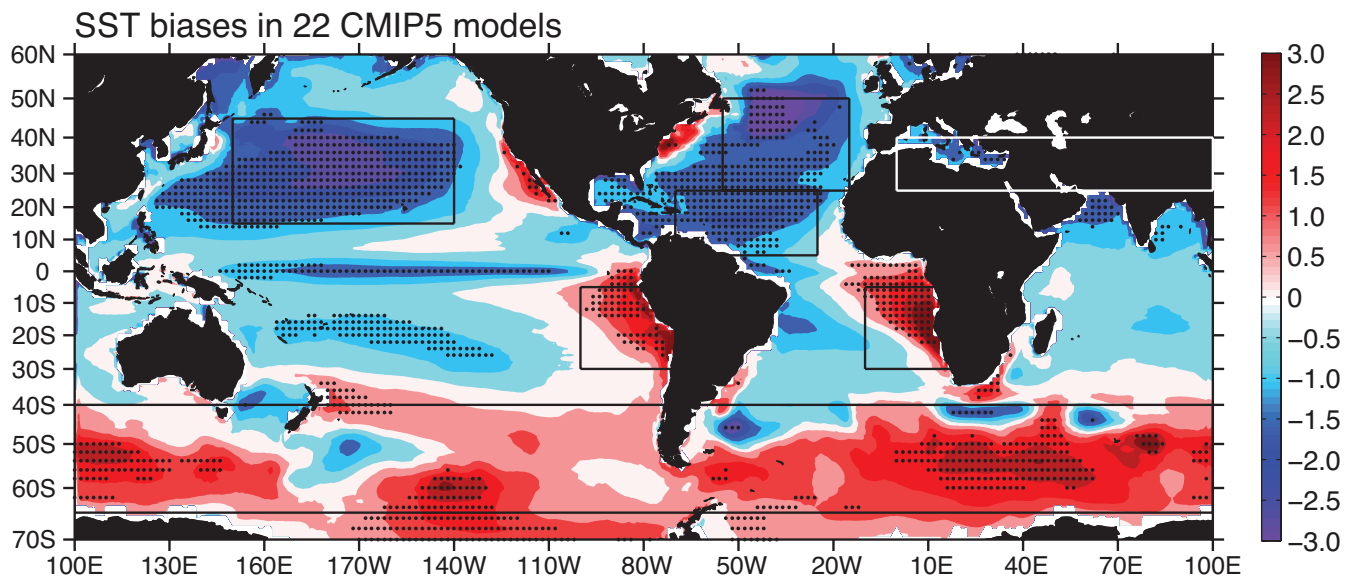 SST biases in 22 CMIP5 models
60N
50N
40N
30N
20N
10N
0
10S
20S
30S
40S
50S
60S
70S
100E 130E 160E 170W 140W 110W 80W 50W 20W 10E 40E 70E 100E
3.0
2.5
2.0
1.5
1.0
0.5
0
−0.5
−1.0
−1.5
−2.0
−2.5
−3.0